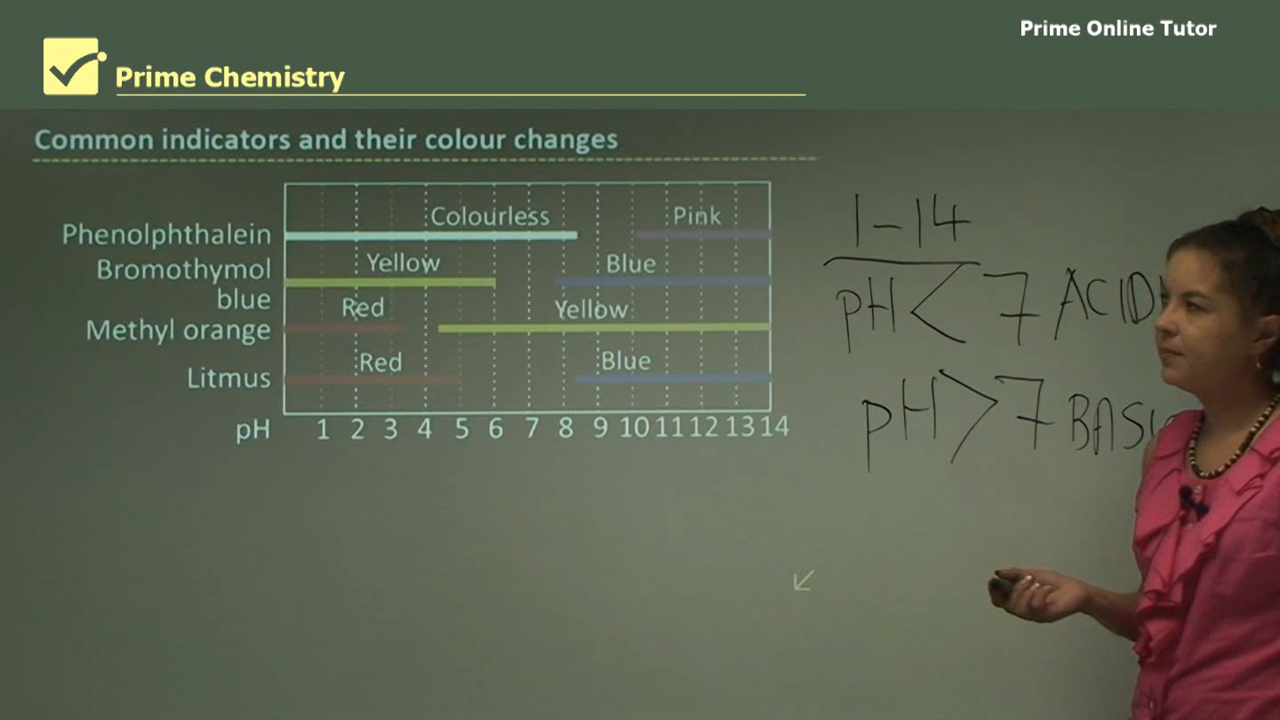 Prime Online Tutor
Prime Chemistry
Common indicators and their colour changes
Colourless Pink
Phenolphthalein
Yellow Blue
Bromothymol
blue
Red Yellow
Methyl orange
Red Blue
Litmus
pH 1 2 3 4 5 6 7 8 9 10 11 12 13 14
1-14
pH < 7 ACID
pH > 7 BASIC